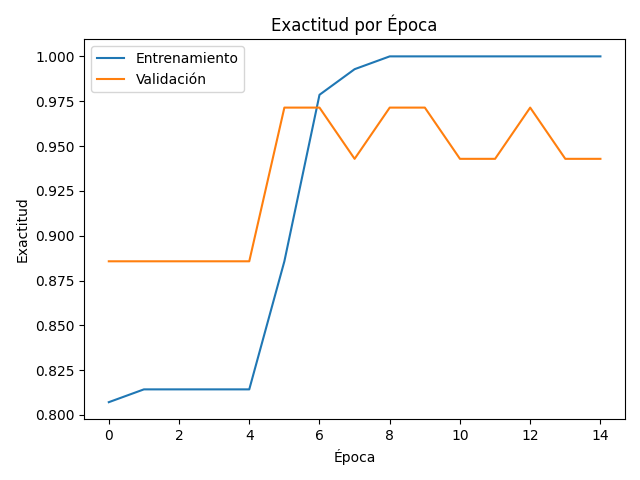 Exactitud por Época
Entrenamiento
Validación
Exactitud
1.000
0.975
0.950
0.925
0.900
0.875
0.850
0.825
0.800
0 2 4 6 8 10 12 14
Época